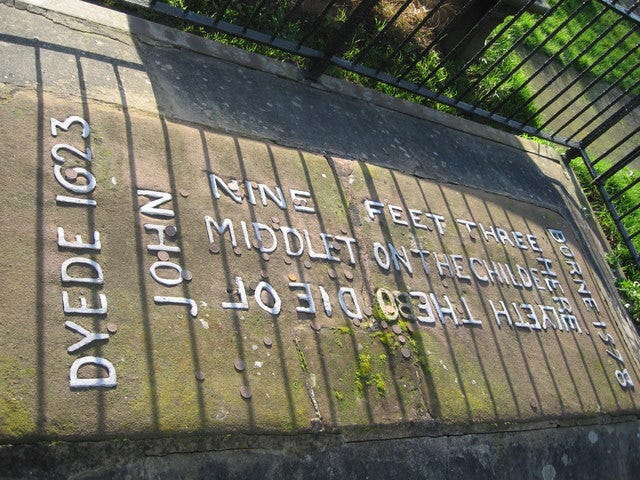 HERE
LYETH THE BODIE OF
JOHN
MIDDLETON THE CHILDE
NINE FEET THREE
BORNE 1578
DYEDE 1623